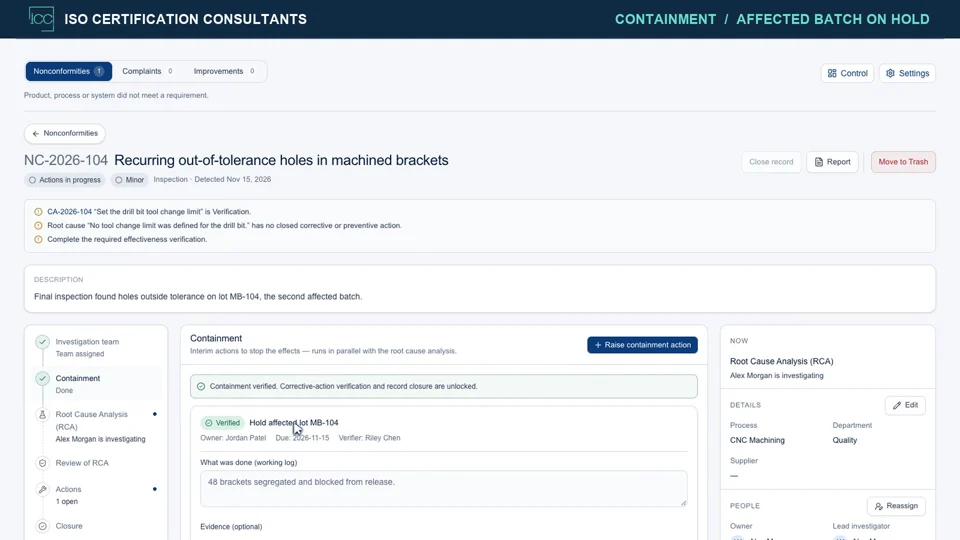 ICC ISO CERTIFICATION CONSULTANTS
CONTAINMENT / AFFECTED BATCH ON HOLD
Nonconformities 1
Complaints 0
Improvements 0
Control
Settings
Product, process or system did not meet a requirement.
Nonconformities
NC-2026-104 Recurring out-of-tolerance holes in machined brackets
Close record
Report
Move to Trash
Actions in progress
Minor
Inspection · Detected Nov 15, 2026
CA-2026-104 “Set the drill bit tool change limit” is Verification.
Root cause “No tool change limit was defined for the drill bit.” has no closed corrective or preventive action.
Complete the required effectiveness verification.
DESCRIPTION
Final inspection found holes outside tolerance on lot MB-104, the second affected batch.
Investigation team
Team assigned
Containment
Done
Root Cause Analysis
(RCA)
Alex Morgan is investigating
Review of RCA
Actions
1 open
Closure
Containment
Interim actions to stop the effects — runs in parallel with the root cause analysis.
+ Raise containment action
Containment verified. Corrective-action verification and record closure are unlocked.
Verified
Hold affected lot MB-104
Owner: Jordan Patel Due: 2026-11-15 Verifier: Riley Chen
What was done (working log)
48 brackets segregated and blocked from release.
Evidence (optional)
NOW
Root Cause Analysis (RCA)
Alex Morgan is investigating
DETAILS
Edit
Process
Department
CNC Machining
Quality
Supplier
—
PEOPLE
Reassign
Owner
Lead investigator